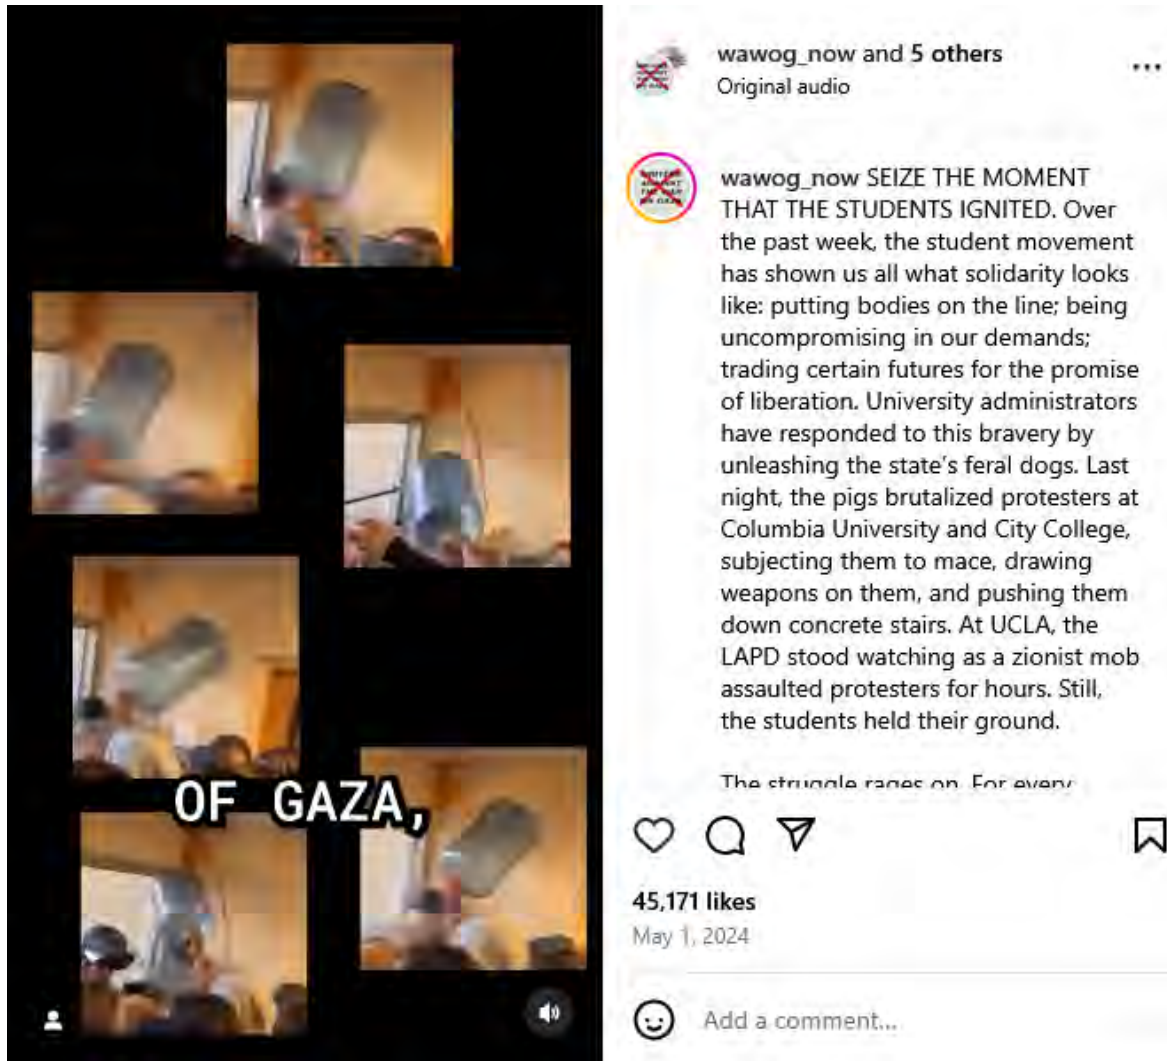 OF GAZA,
wawog_now and 5 others
Original audio
wawog_now SEIZE THE MOMENT
THAT THE STUDENTS IGNITED. Over
the past week, the student movement
has shown us all what solidarity looks
like: putting bodies on the line; being
uncompromising in our demands;
trading certain futures for the promise
of liberation. University administrators
have responded to this bravery by
unleashing the state's feral dogs. Last
night, the pigs brutalized protesters at
Columbia University and City College,
subjecting them to mace, drawing
weapons on them, and pushing them
down concrete stairs. At UCLA, the
LAPD stood watching as a zionist mob
assaulted protesters for hours. Still,
the students held their ground.
The struggle rages on. For every
45,171 likes
May 1, 2024
Add a comment...